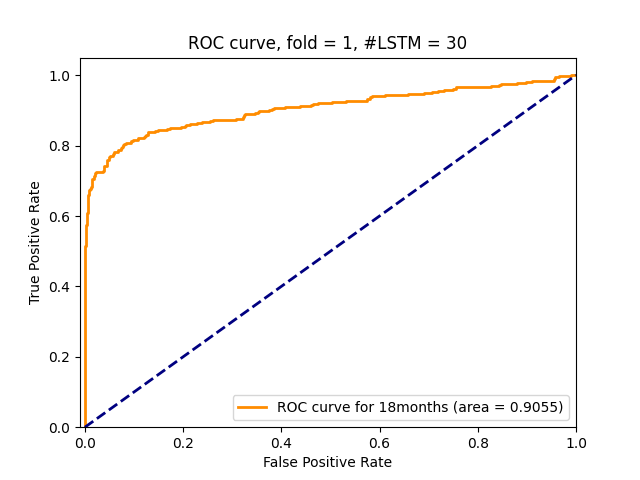 ROC curve, fold = 1, #LSTM = 30
True Positive Rate
1.0
0.8
0.6
0.4
0.2
0.0
ROC curve for 18months (area = 0.9055)
0.0 0.2 0.4 0.6 0.8 1.0
False Positive Rate